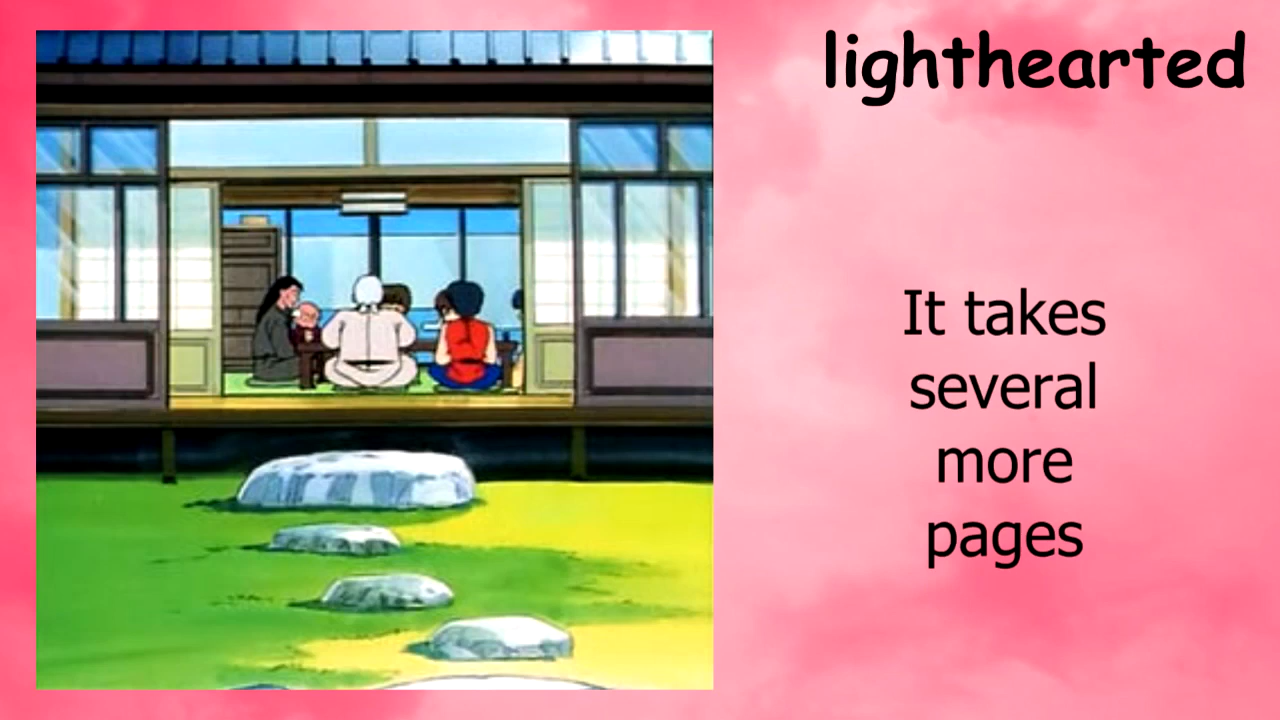 lighthearted
It takes
several
more
pages